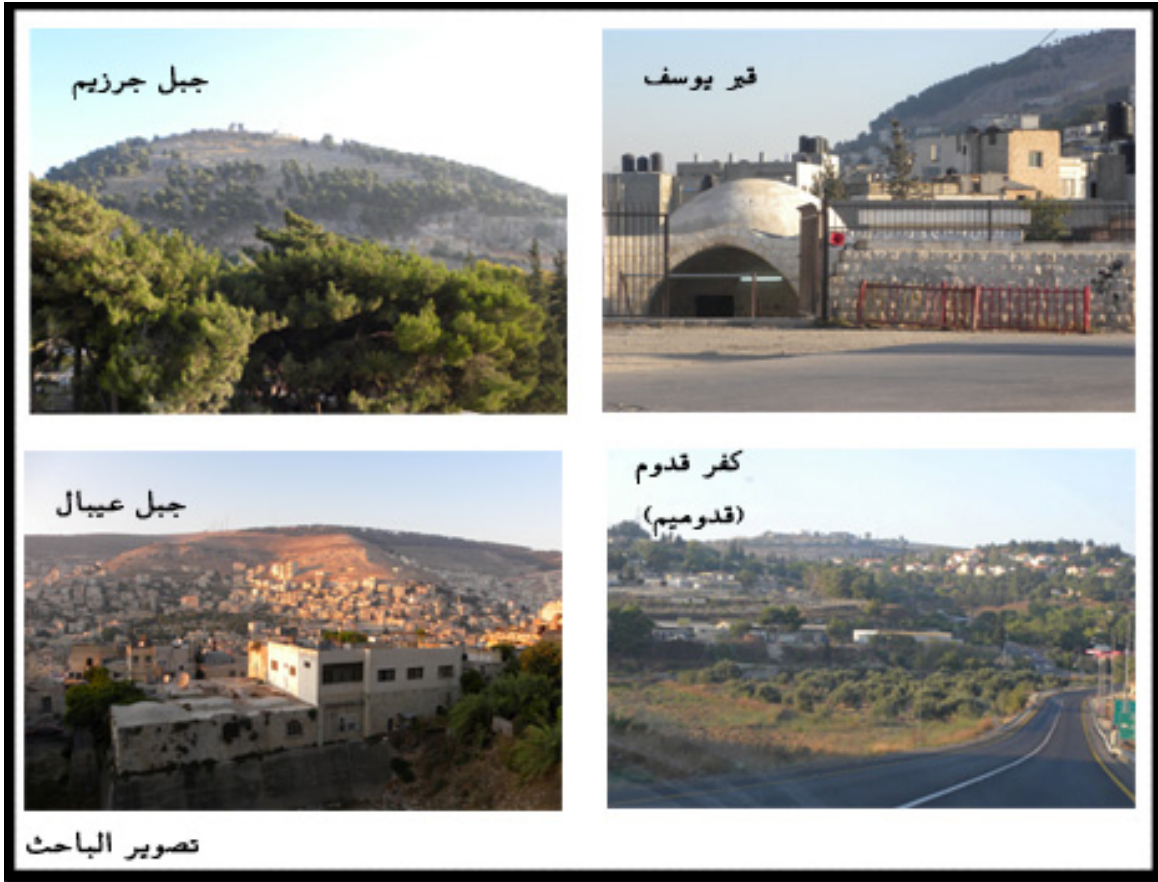 جبل جرزيم
قبر يوسف
جبل عيبال
كفر قدوم
(قدوميم)
تصوير الباحث